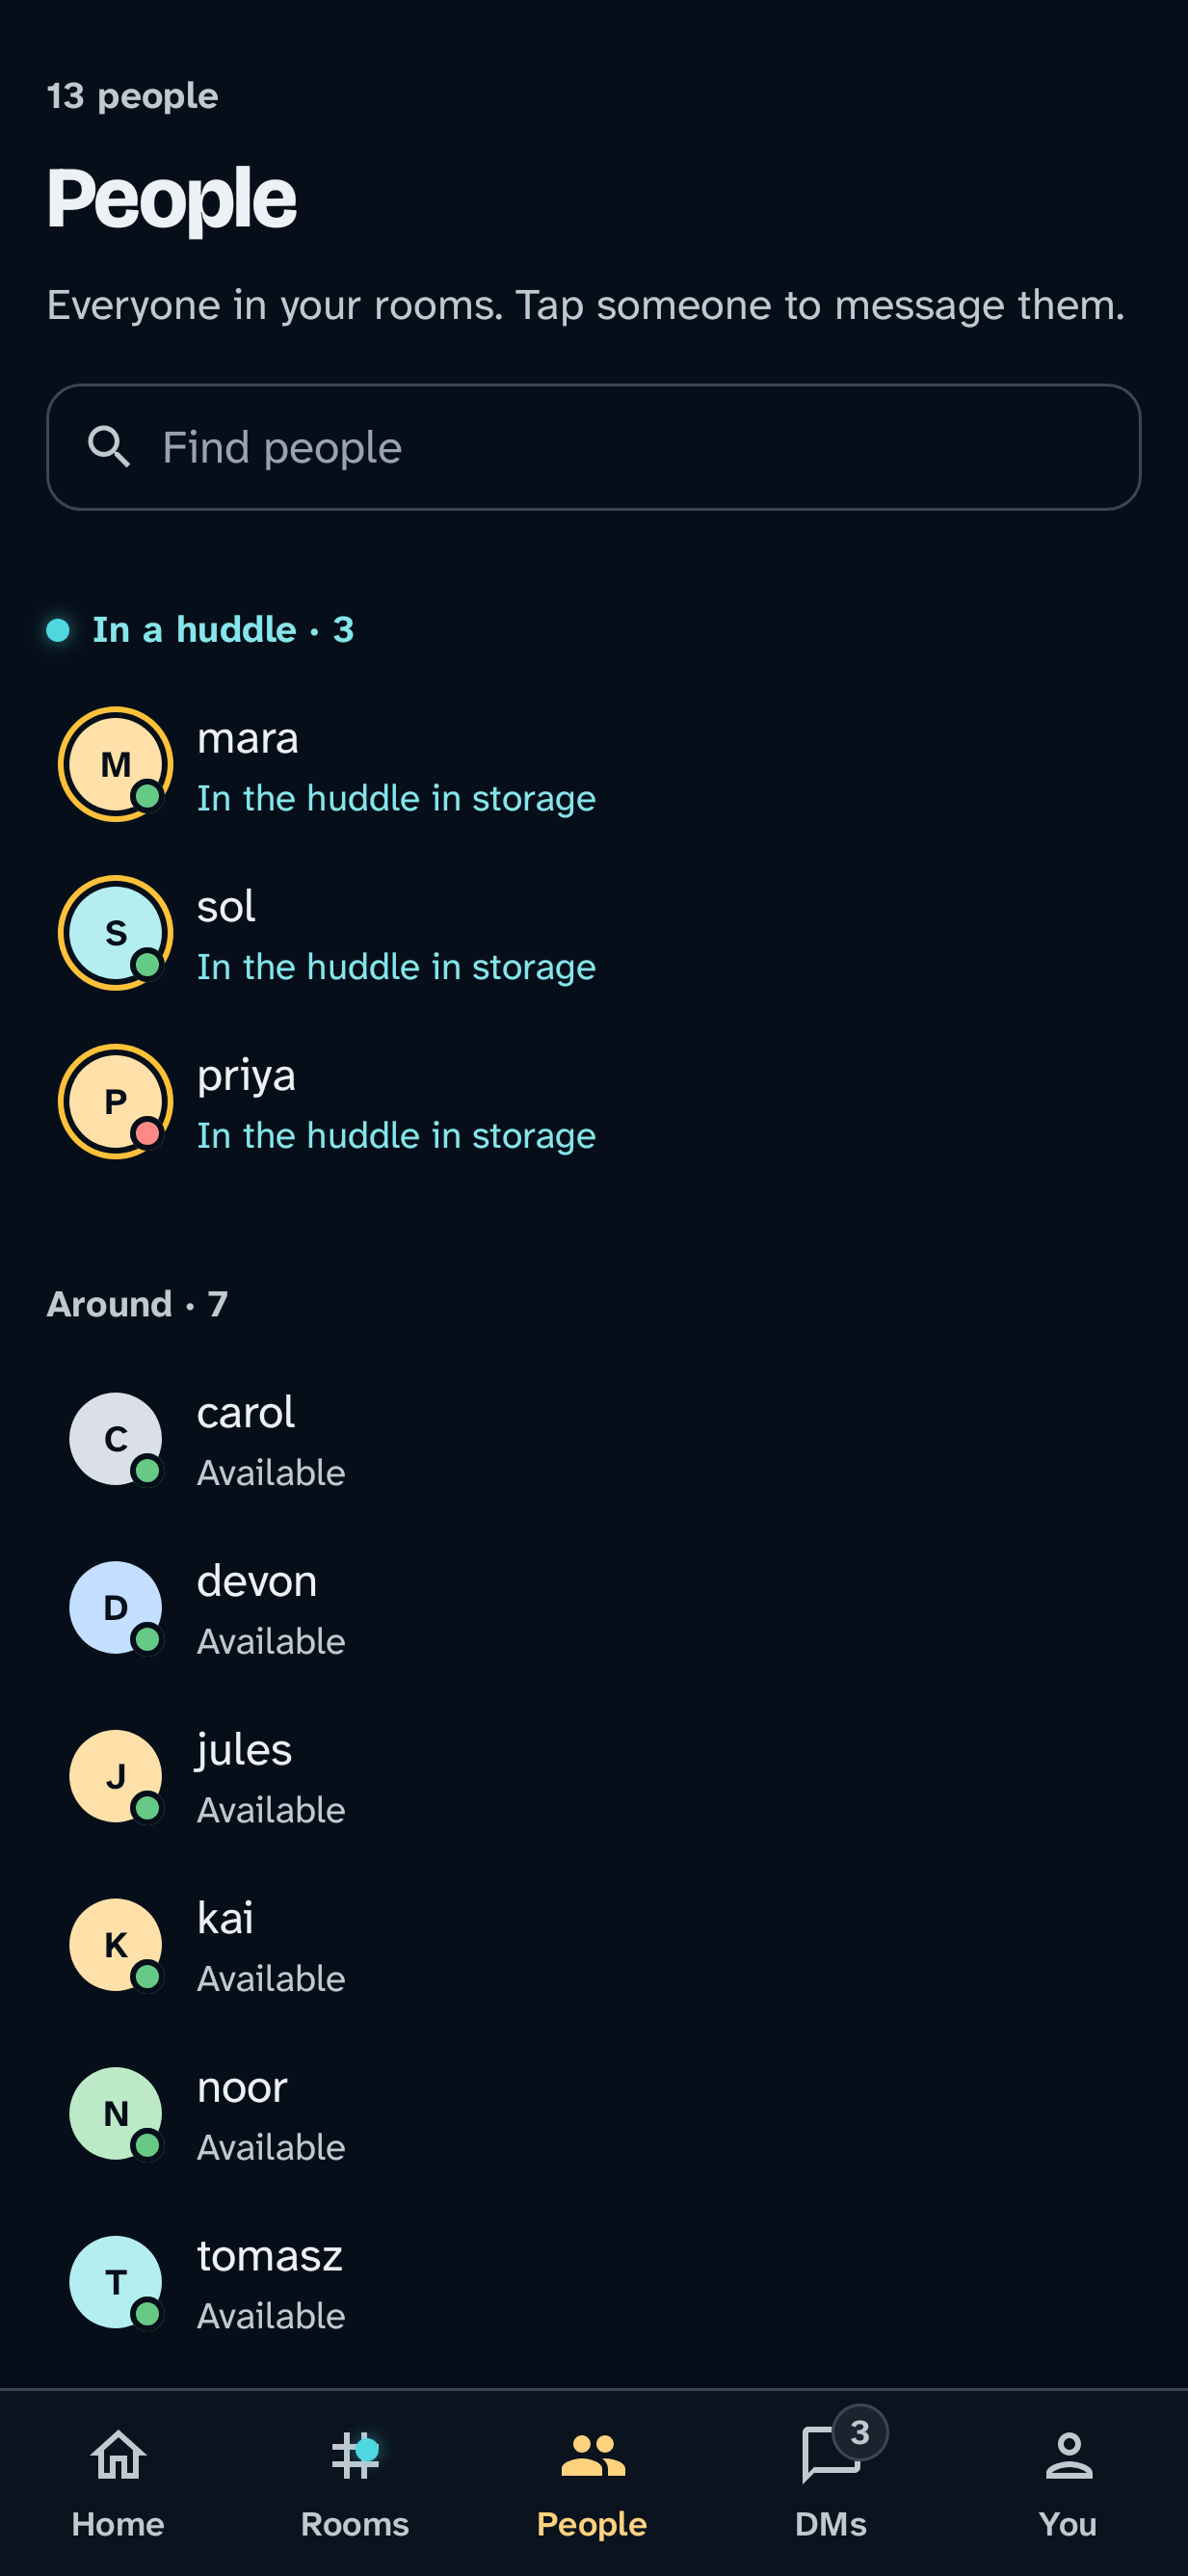 13 people
People
Everyone in your rooms. Tap someone to message them.
Find people
In a huddle · 3
M
mara
In the huddle in storage
S
sol
In the huddle in storage
P
priya
In the huddle in storage
Around · 7
C
carol
Available
D
devon
Available
J
jules
Available
K
kai
Available
N
noor
Available
T
tomasz
Available
3
Home
Rooms
People
DMs
You